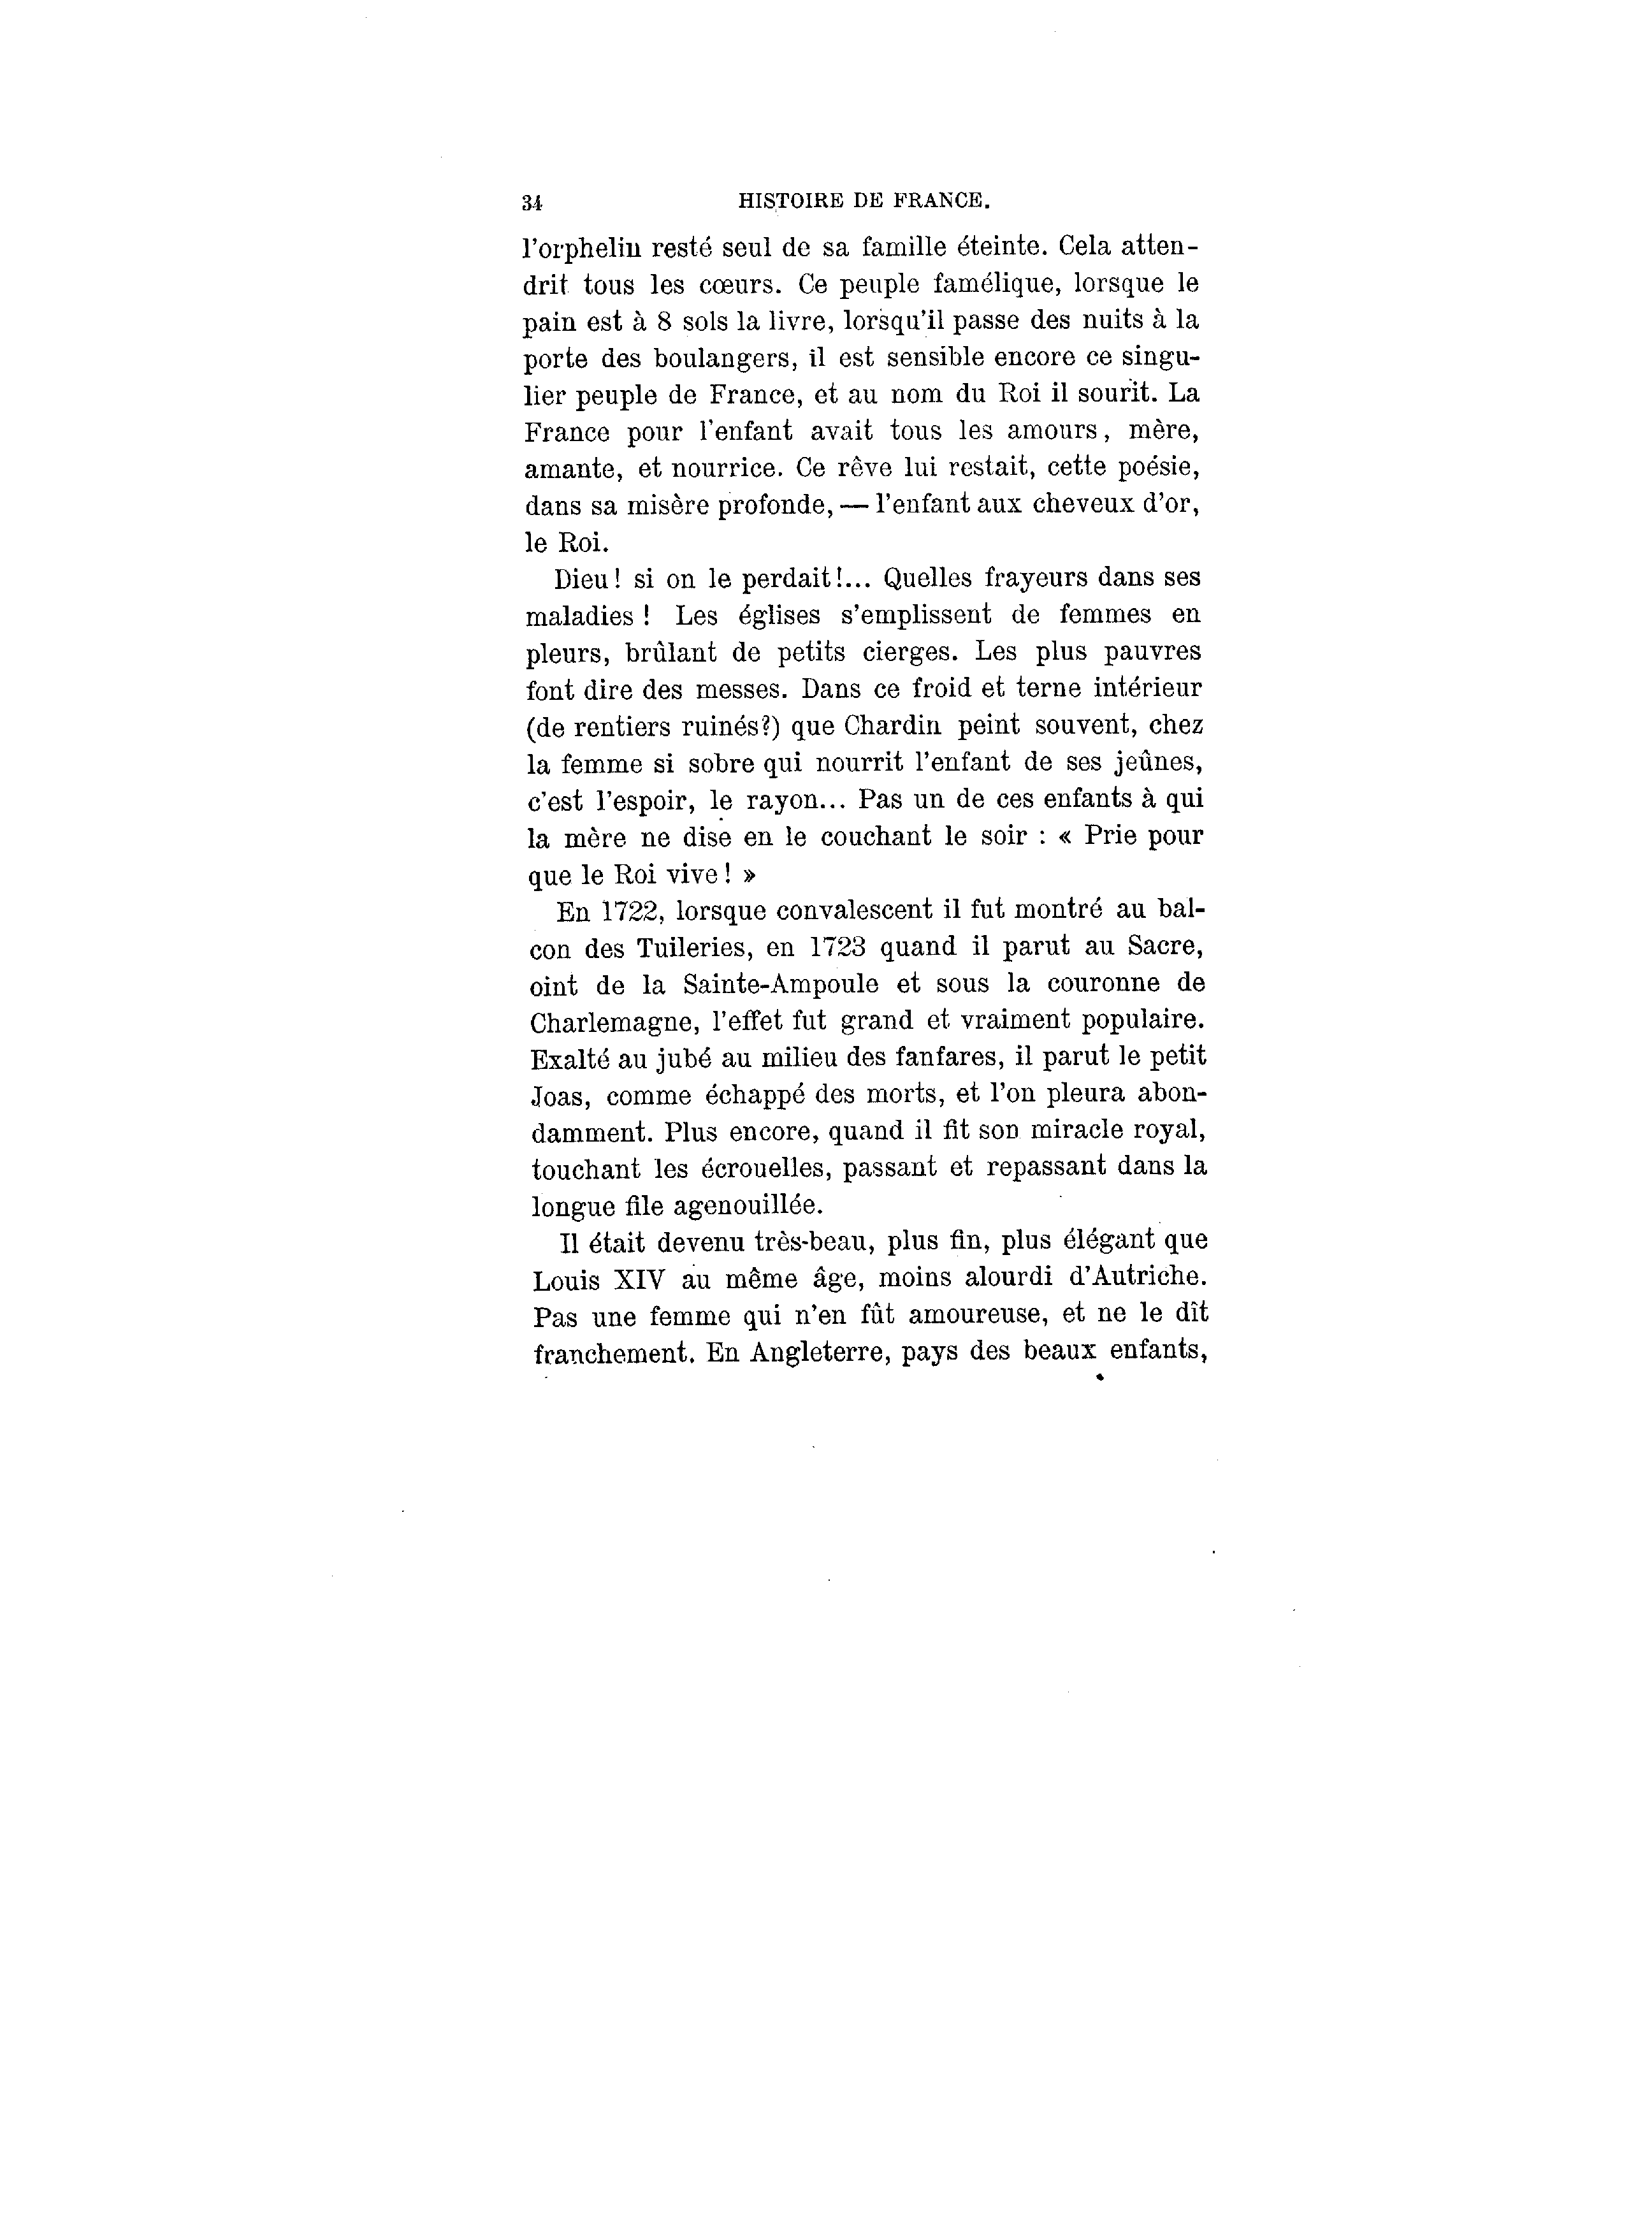 34 HISTOIRE DE FRANCE.
l'orphelin resté seul de sa famille éteinte. Cela atten-
drit tous les cœurs. Ce peuple famélique, lorsque le
pain est à 8 sols la livre, lorsqu'il passe des nuits à la
porte des boulangers, il est sensible encore ce singu-
lier peuple de France, et au nom du Roi il sourit. La
France pour l'enfant avait tous les amours, mère,
amante, et nourrice. Ce rêve lui restait, cette poésie,
dans sa misère profonde, — l'enfant aux cheveux d'or,
le Roi.
Dieu! si on le perdait!... Quelles frayeurs dans ses
maladies! Les églises s'emplissent de femmes en
pleurs, brûlant de petits cierges. Les plus pauvres
font dire des messes. Dans ce froid et terne intérieur
(de rentiers ruinés?) que Chardin peint souvent, chez
la femme si sobre qui nourrit l'enfant de ses jeûnes,
c'est l'espoir, le rayon... Pas un de ces enfants à qui
la mère ne dise en le couchant le soir : « Prie pour
que le Roi vive! »
En 1722, lorsque convalescent il fut montré au bal-
con des Tuileries, en 1723 quand il parut au Sacre,
oint de la Sainte-Ampoule et sous la couronne de
Charlemagne, l'effet fut grand et vraiment populaire.
Exalté au jubé au milieu des fanfares, il parut le petit
Joas, comme échappé des morts, et l'on pleura abon-
damment. Plus encore, quand il fit son miracle royal,
touchant les écrouelles, passant et repassant dans la
longue file agenouillée.
Il était devenu très-beau, plus fin, plus élégant que
Louis XIV au même âge, moins alourdi d'Autriche.
Pas une femme qui n'en fût amoureuse, et ne le dît
franchement. En Angleterre, pays des beaux enfants,